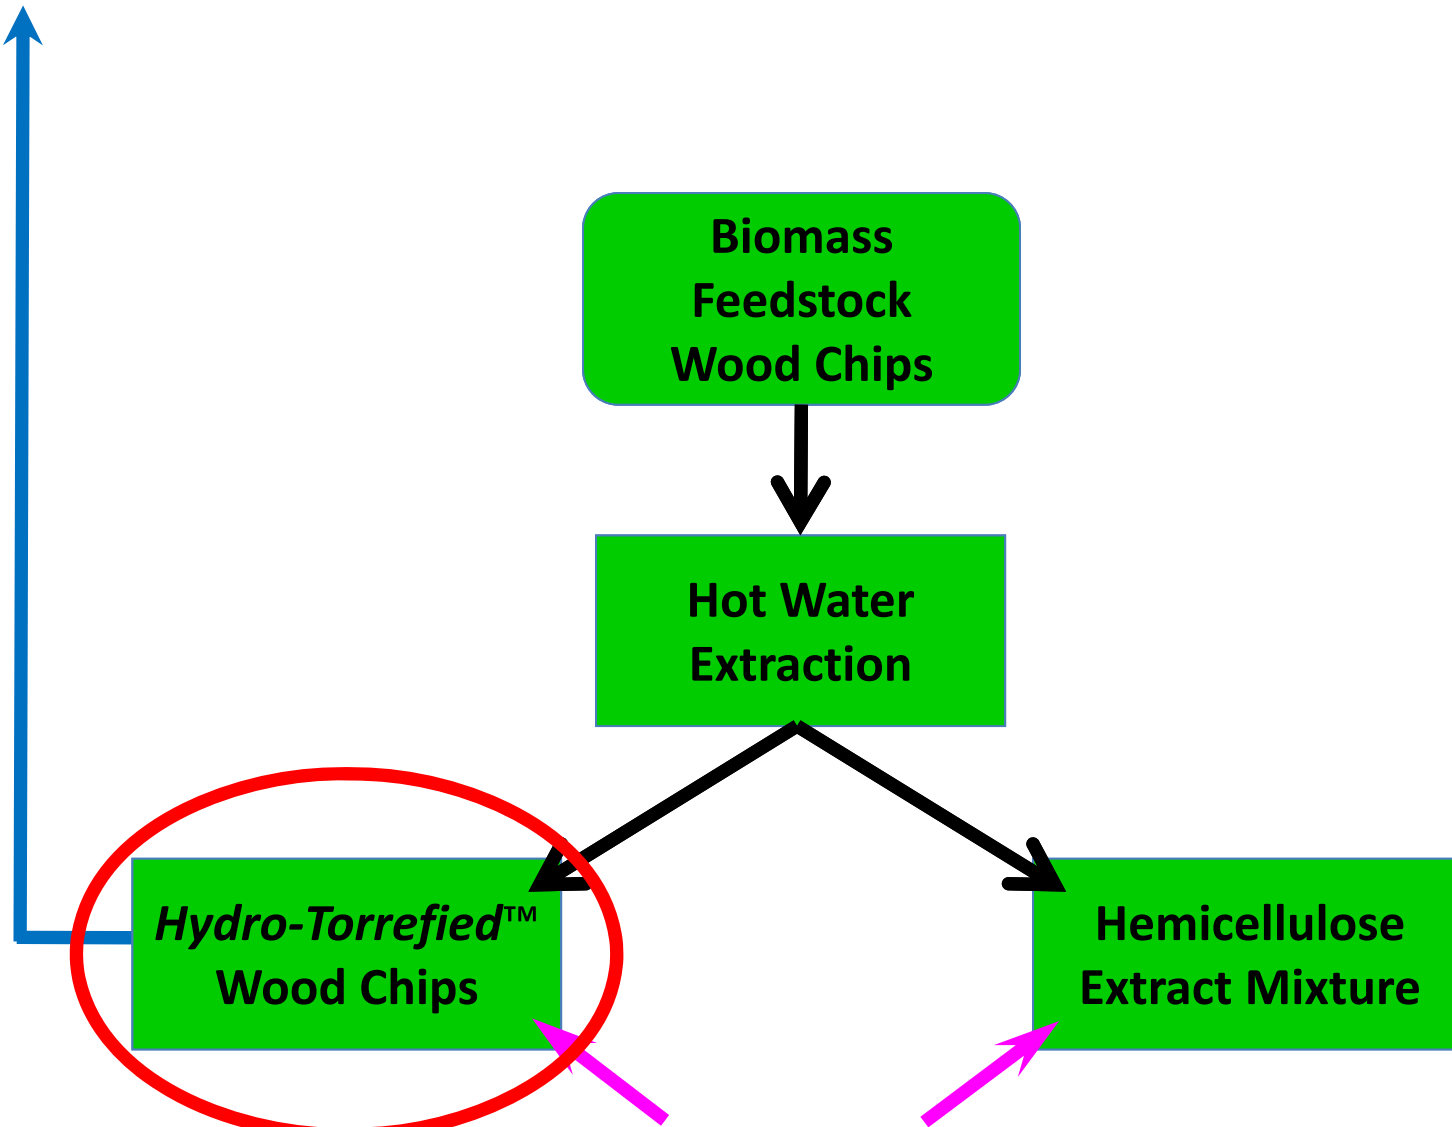 Biomass
Feedstock
Wood Chips
Hot Water
Extraction
Hydro-Torrefied™
Wood Chips
Hemicellulose
Extract Mixture